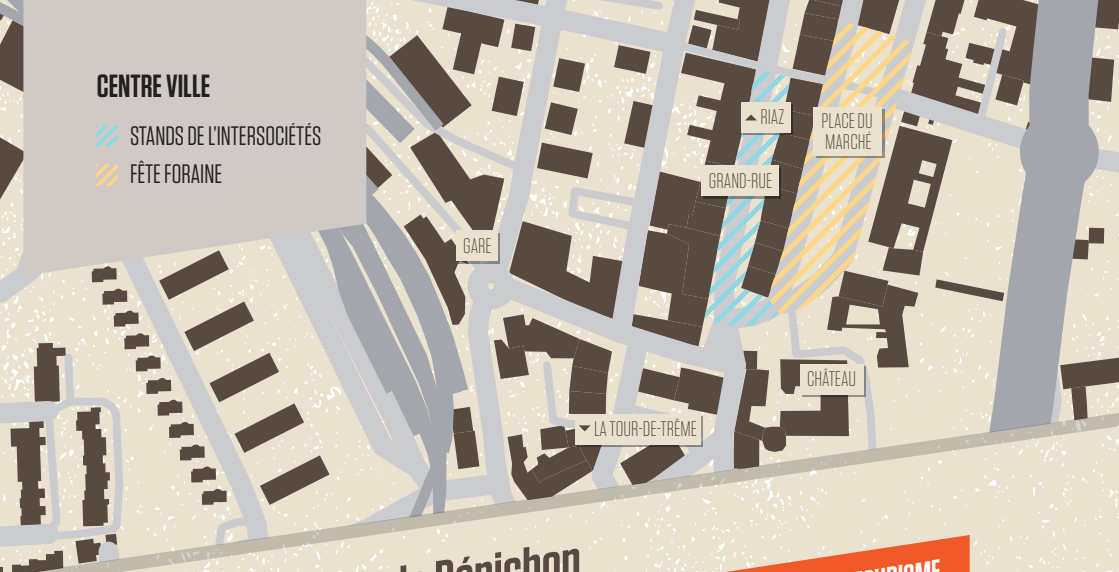 CENTRE VILLE
STANDS DE L'INTERSOCIÉTÉS
FÊTE FORAINE
RIAZ
PLACE DU
MARCHÉ
GRAND-RUE
GARE
CHÂTEAU
LA TOUR-DE-TRÊME
Bénichon